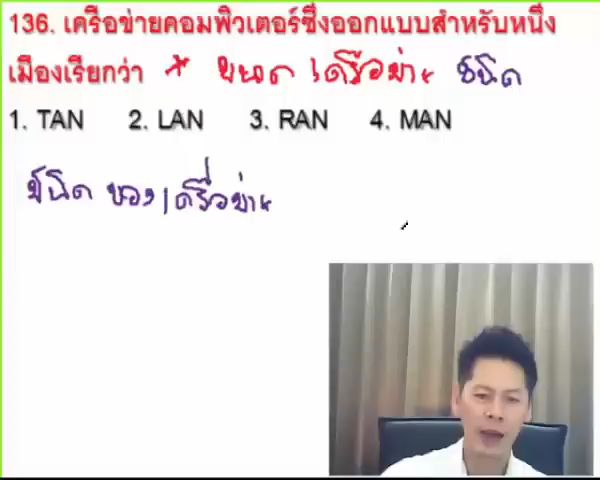 136. เครือข่ายคอมพิวเตอร์ซึ่งออกแบบสำหรับหนึ่ง
เมืองเรียกว่า * ขนาด เครือข่าย ชนิด
1. TAN 2. LAN 3. RAN 4. MAN
ชนิด ของ เครือข่าย